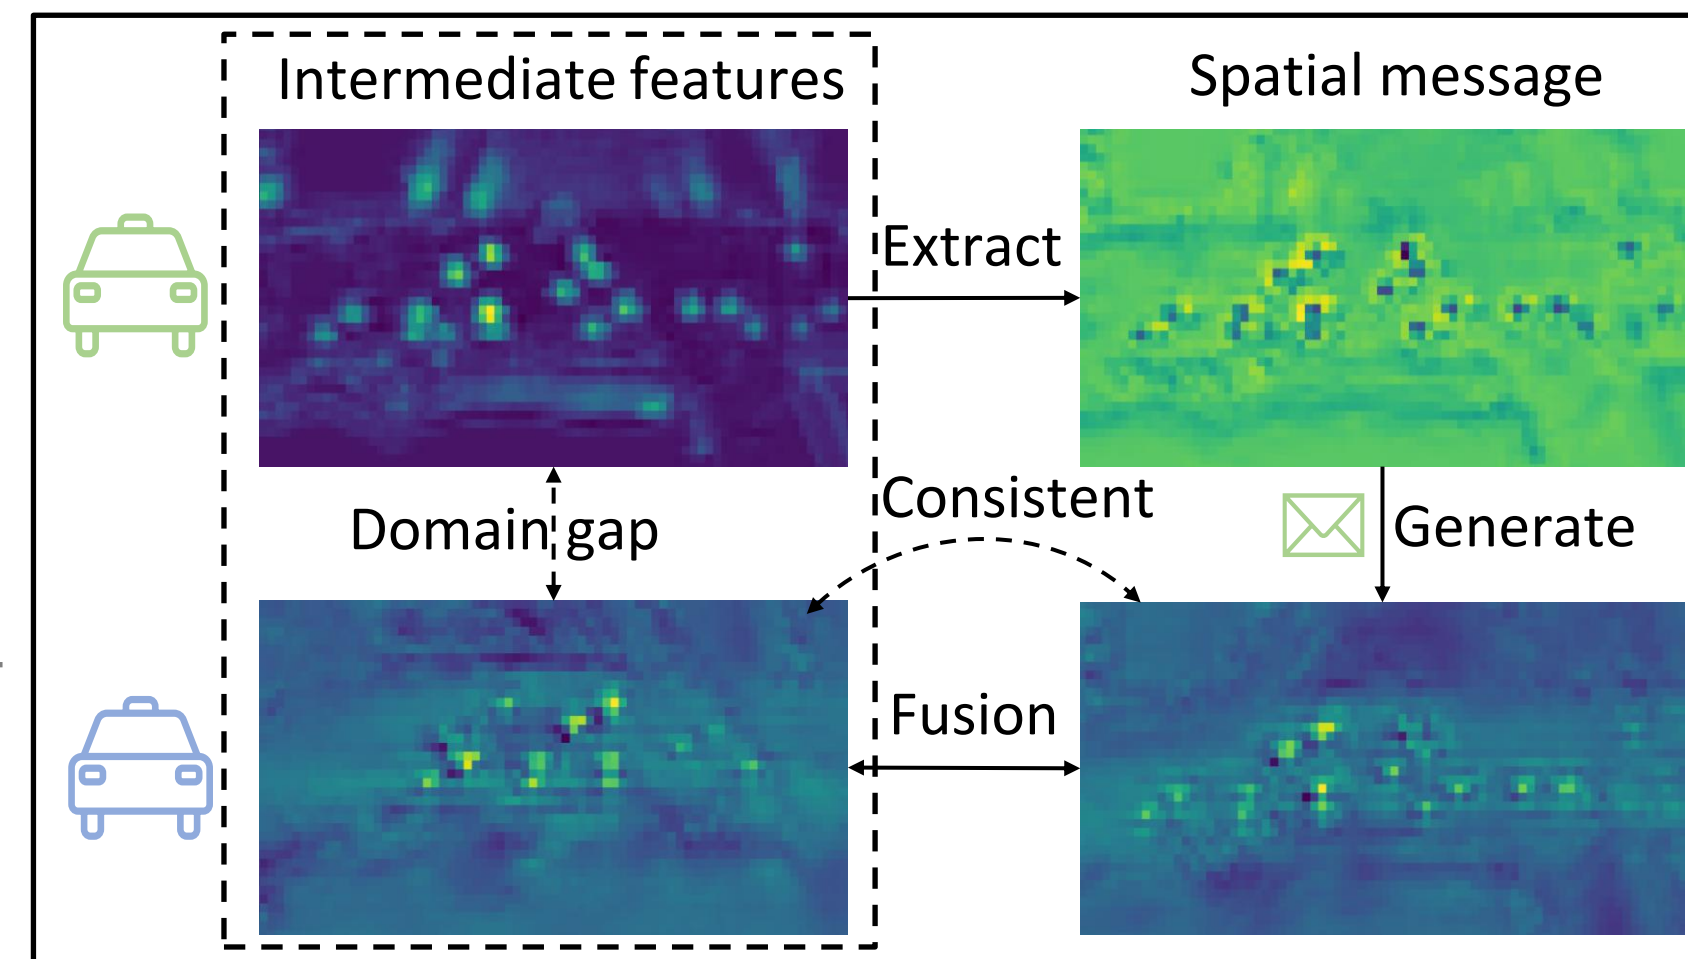 Intermediate features
Spatial message
Extract
Consistent
Domain gap
Generate
Fusion